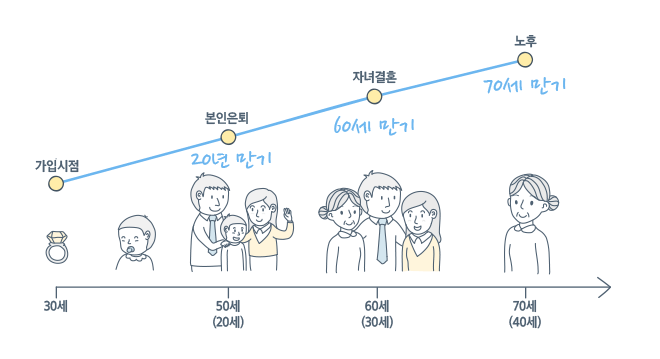 노후
70세 만기
자녀결혼
60세 만기
본인은퇴
20년 만기
가입시점
30세
50세
(20세)
60세
(30세)
70세
(40세)